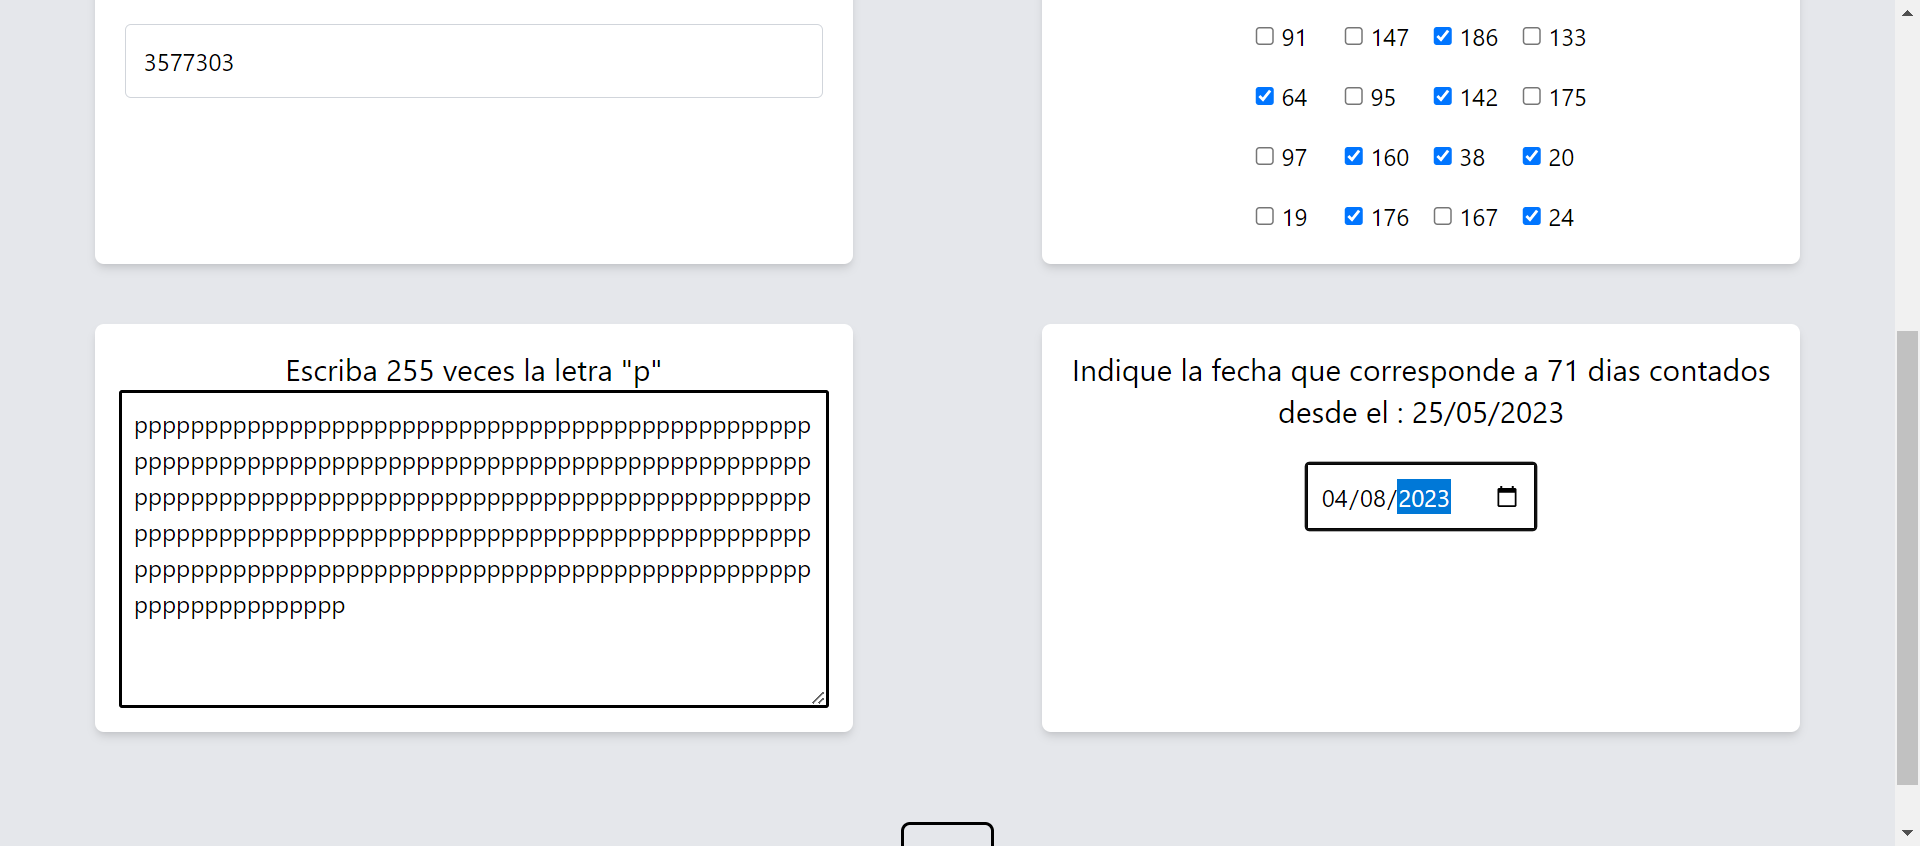 3577303
91 147 186 133
64 95 142 175
97 160 38 20
19 176 167 24
Escriba 255 veces la letra "p"
pppppppppppppppppppppppppppppppppppppppppppppppp
pppppppppppppppppppppppppppppppppppppppppppppppp
pppppppppppppppppppppppppppppppppppppppppppppppp
pppppppppppppppppppppppppppppppppppppppppppppppp
pppppppppppppppppppppppppppppppppppppppppppppppp
ppppppppppppppp
Indique la fecha que corresponde a 71 dias contados
desde el : 25/05/2023
04/08/2023